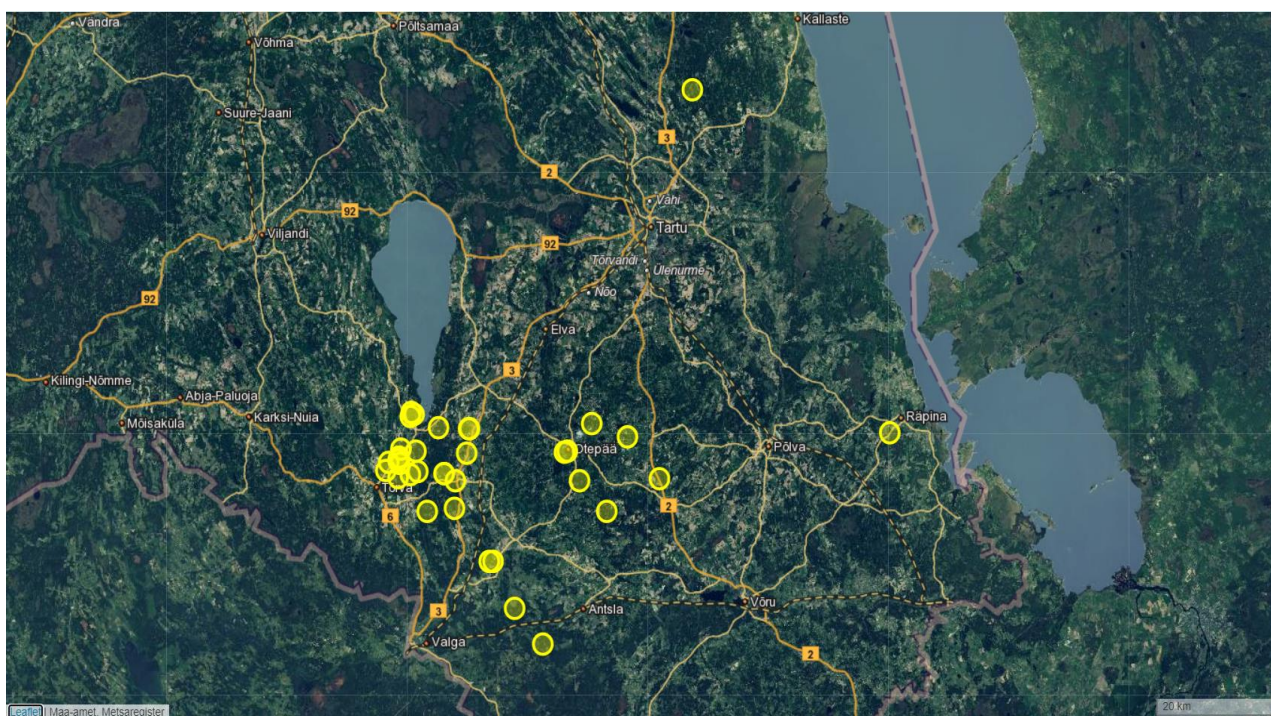 Vändra
Põltsamaa
Kallaste
Võhma
Suure-Jaani
3
2
92
Vahi
Viljandi
Tartu
92
Tõrvandi
Ülenurme
Nõo
92
Elva
3
Kilingi-Nõmme
Abja-Paluoja
Karksi-Nuia
Mõisaküla
Räpina
Otepää
Põlva
Tõrva
2
6
Võru
3
Antsla
Valga
2
20 km
Leaflet | Maa-amet, Metsaregister